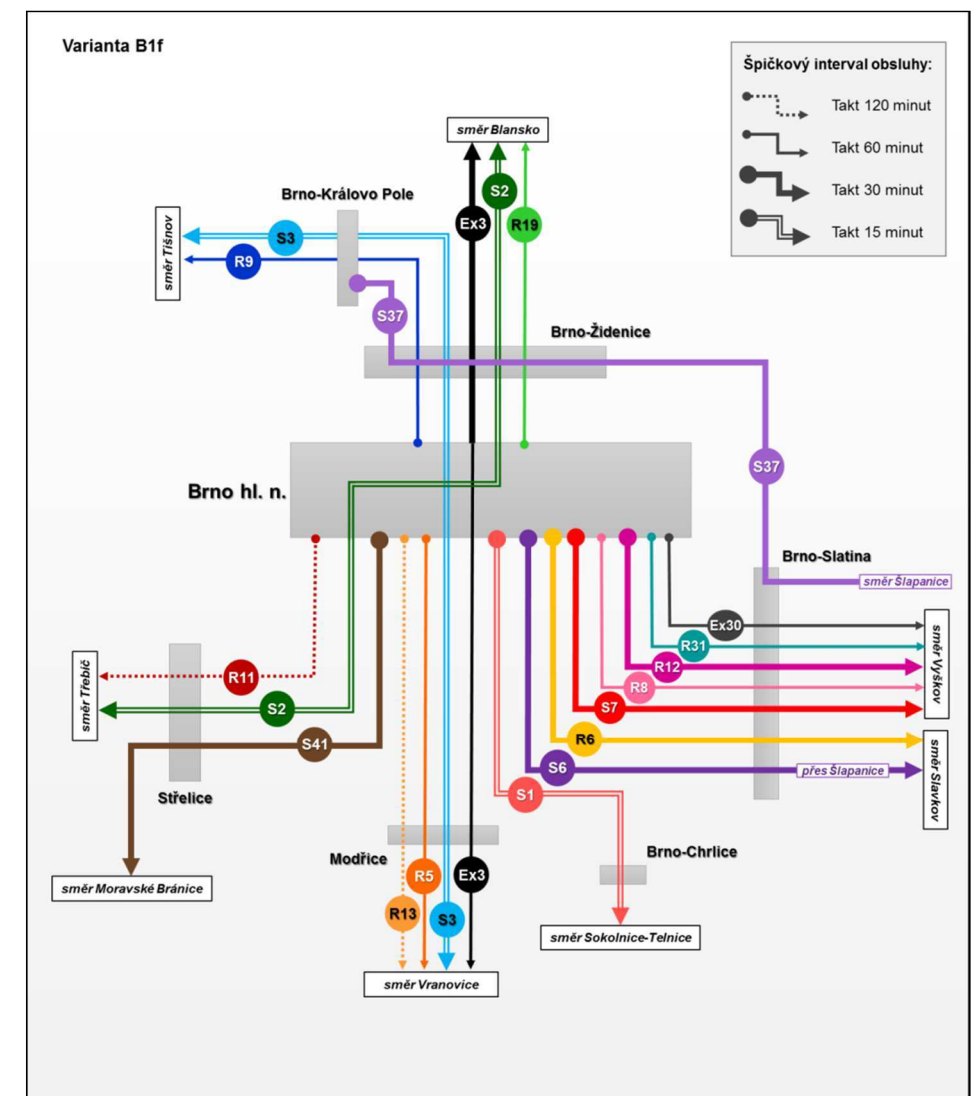 Varianta B1f
Špičkový interval obsluhy:
Takt 120 minut
Takt 60 minut
Takt 30 minut
Takt 15 minut
směr Blansko
Brno-Královo Pole
S2
Ex3
R19
směr Tišnov
S3
R9
S37
Brno-Židenice
S37
Brno hl. n.
Brno-Slatina
směr Šlapanice
Ex30
R31
R12
R8
S7
směr Vyškov
směr Třebíč
R11
S2
S41
R6
S6
přes Šlapanice
směr Slavkov
S1
Střelice
Modřice
Brno-Chrlice
R5
Ex3
R13
S3
směr Moravské Bránice
směr Sokolnice-Telnice
směr Vranovice